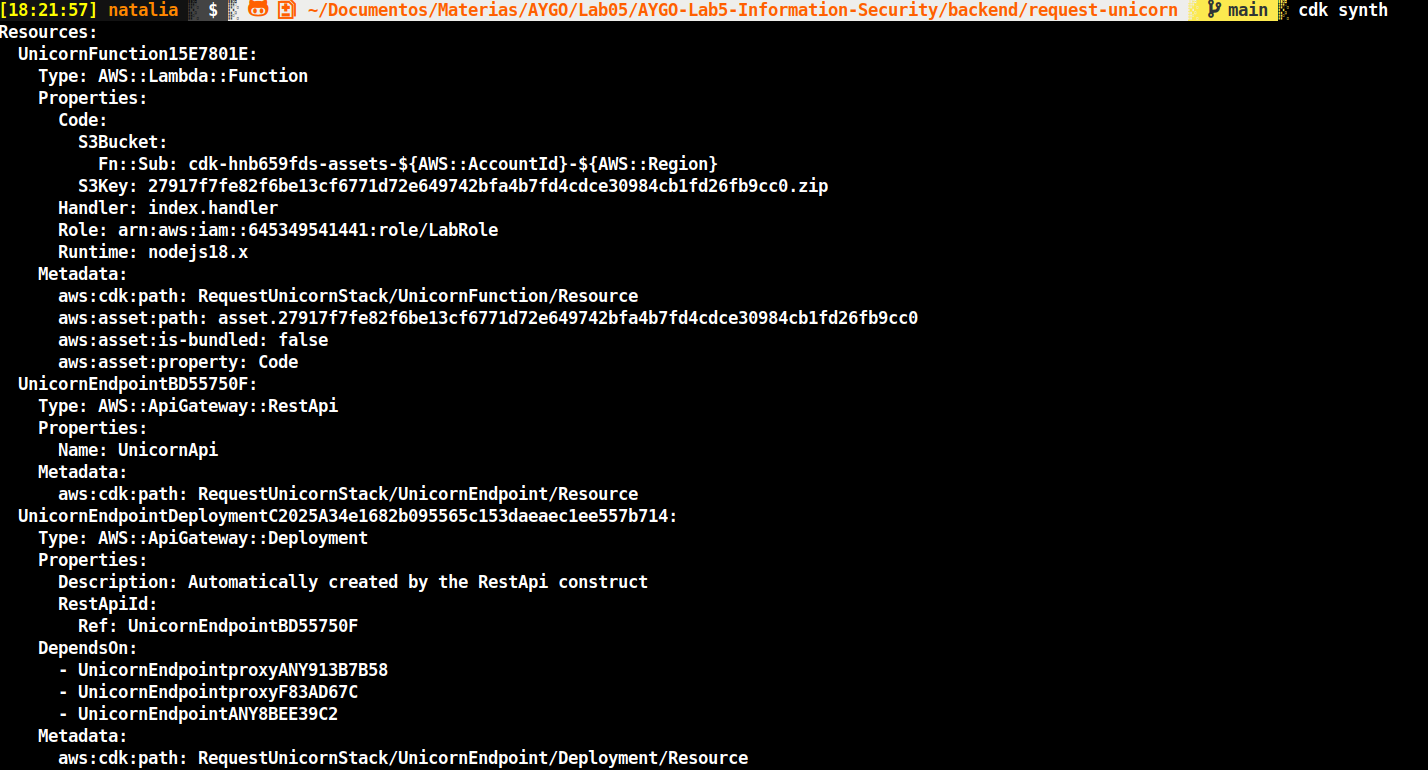 [18:21:57] natalia $ ~/Documentos/Materias/AYGO/Lab05/AYGO-Lab5-Information-Security/backend/request-unicorn main cdk synth
Resources:
  UnicornFunction15E7801E:
    Type: AWS::Lambda::Function
    Properties:
      Code:
        S3Bucket:
          Fn::Sub: cdk-hnb659fds-assets-${AWS::AccountId}-${AWS::Region}
        S3Key: 27917f7fe82f6be13cf6771d72e649742bfa4b7fd4cdce30984cb1fd26fb9cc0.zip
      Handler: index.handler
      Role: arn:aws:iam::645349541441:role/LabRole
      Runtime: nodejs18.x
    Metadata:
      aws:cdk:path: RequestUnicornStack/UnicornFunction/Resource
      aws:asset:path: asset.27917f7fe82f6be13cf6771d72e649742bfa4b7fd4cdce30984cb1fd26fb9cc0
      aws:asset:is-bundled: false
      aws:asset:property: Code
  UnicornEndpointBD55750F:
    Type: AWS::ApiGateway::RestApi
    Properties:
      Name: UnicornApi
    Metadata:
      aws:cdk:path: RequestUnicornStack/UnicornEndpoint/Resource
  UnicornEndpointDeploymentC2025A34e1682b095565c153daeaec1ee557b714:
    Type: AWS::ApiGateway::Deployment
    Properties:
      Description: Automatically created by the RestApi construct
      RestApiId:
        Ref: UnicornEndpointBD55750F
    DependsOn:
      - UnicornEndpointproxyANY913B7B58
      - UnicornEndpointproxyF83AD67C
      - UnicornEndpointANY8BEE39C2
    Metadata:
      aws:cdk:path: RequestUnicornStack/UnicornEndpoint/Deployment/Resource